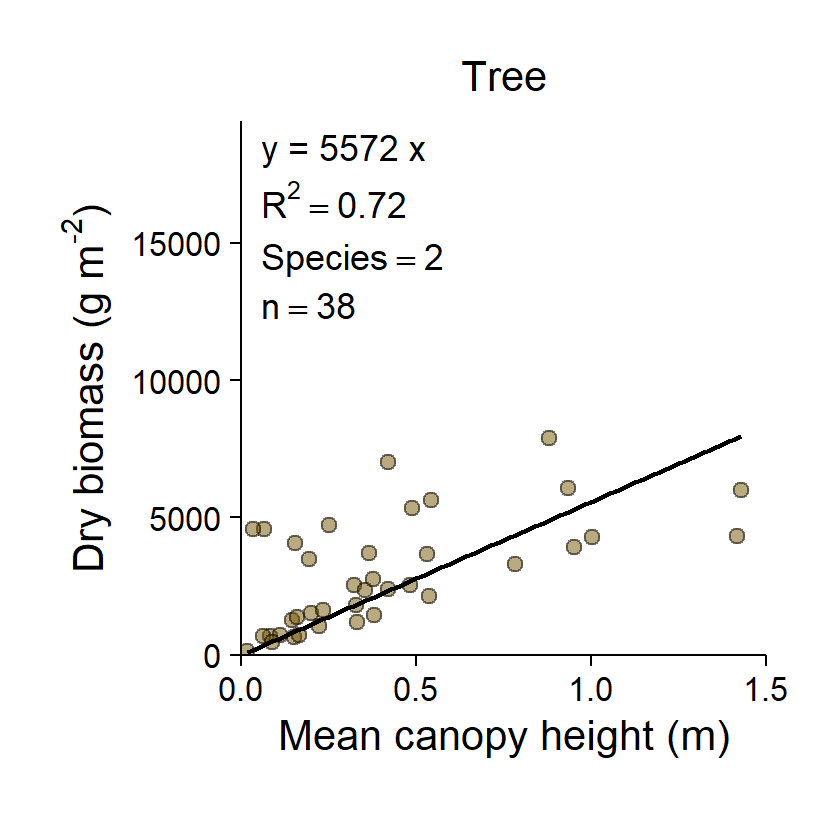 Tree
y = 5572 x
R² = 0.72
Species = 2
n = 38
Dry biomass (g m⁻²)
15000
10000
5000
0
0.0 0.5 1.0 1.5
Mean canopy height (m)